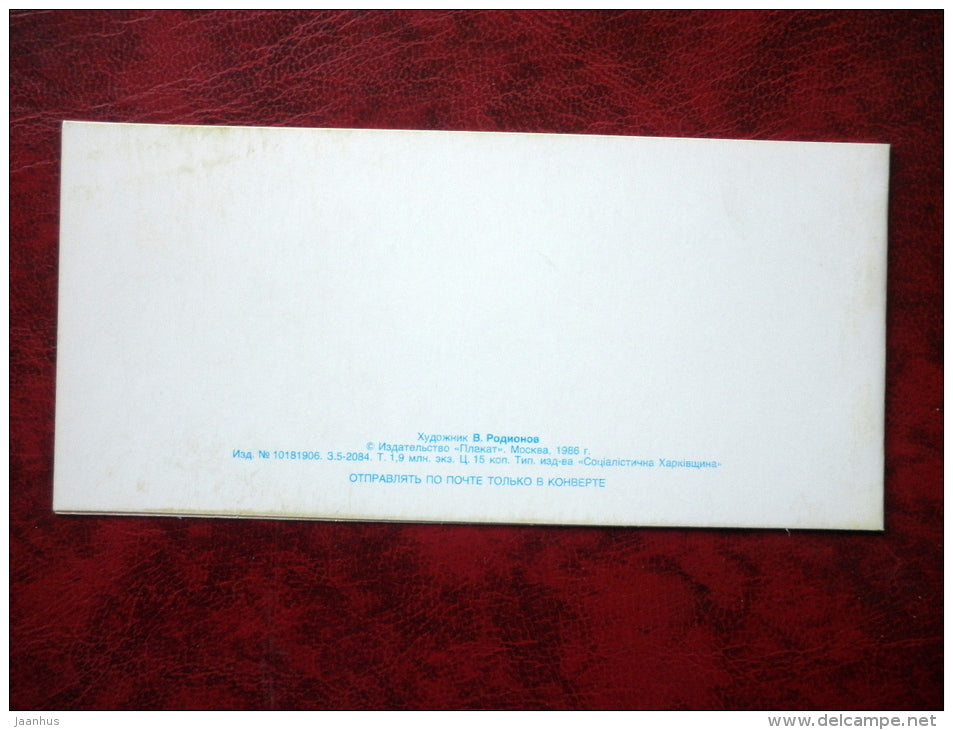 Художник В. Родионов
© Издательство «Плакат». Москва. 1986 г.
Изд. № 10181906. З.5-2084. Т. 1,9 млн. экз. Ц. 15 коп. Тип. изд-ва «Соціалістична Харківщина»
ОТПРАВЛЯТЬ ПО ПОЧТЕ ТОЛЬКО В КОНВЕРТЕ
jaanhus
www.delcampe.net